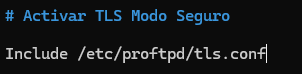 # Activar TLS Modo Seguro
Include /etc/proftpd/tls.conf